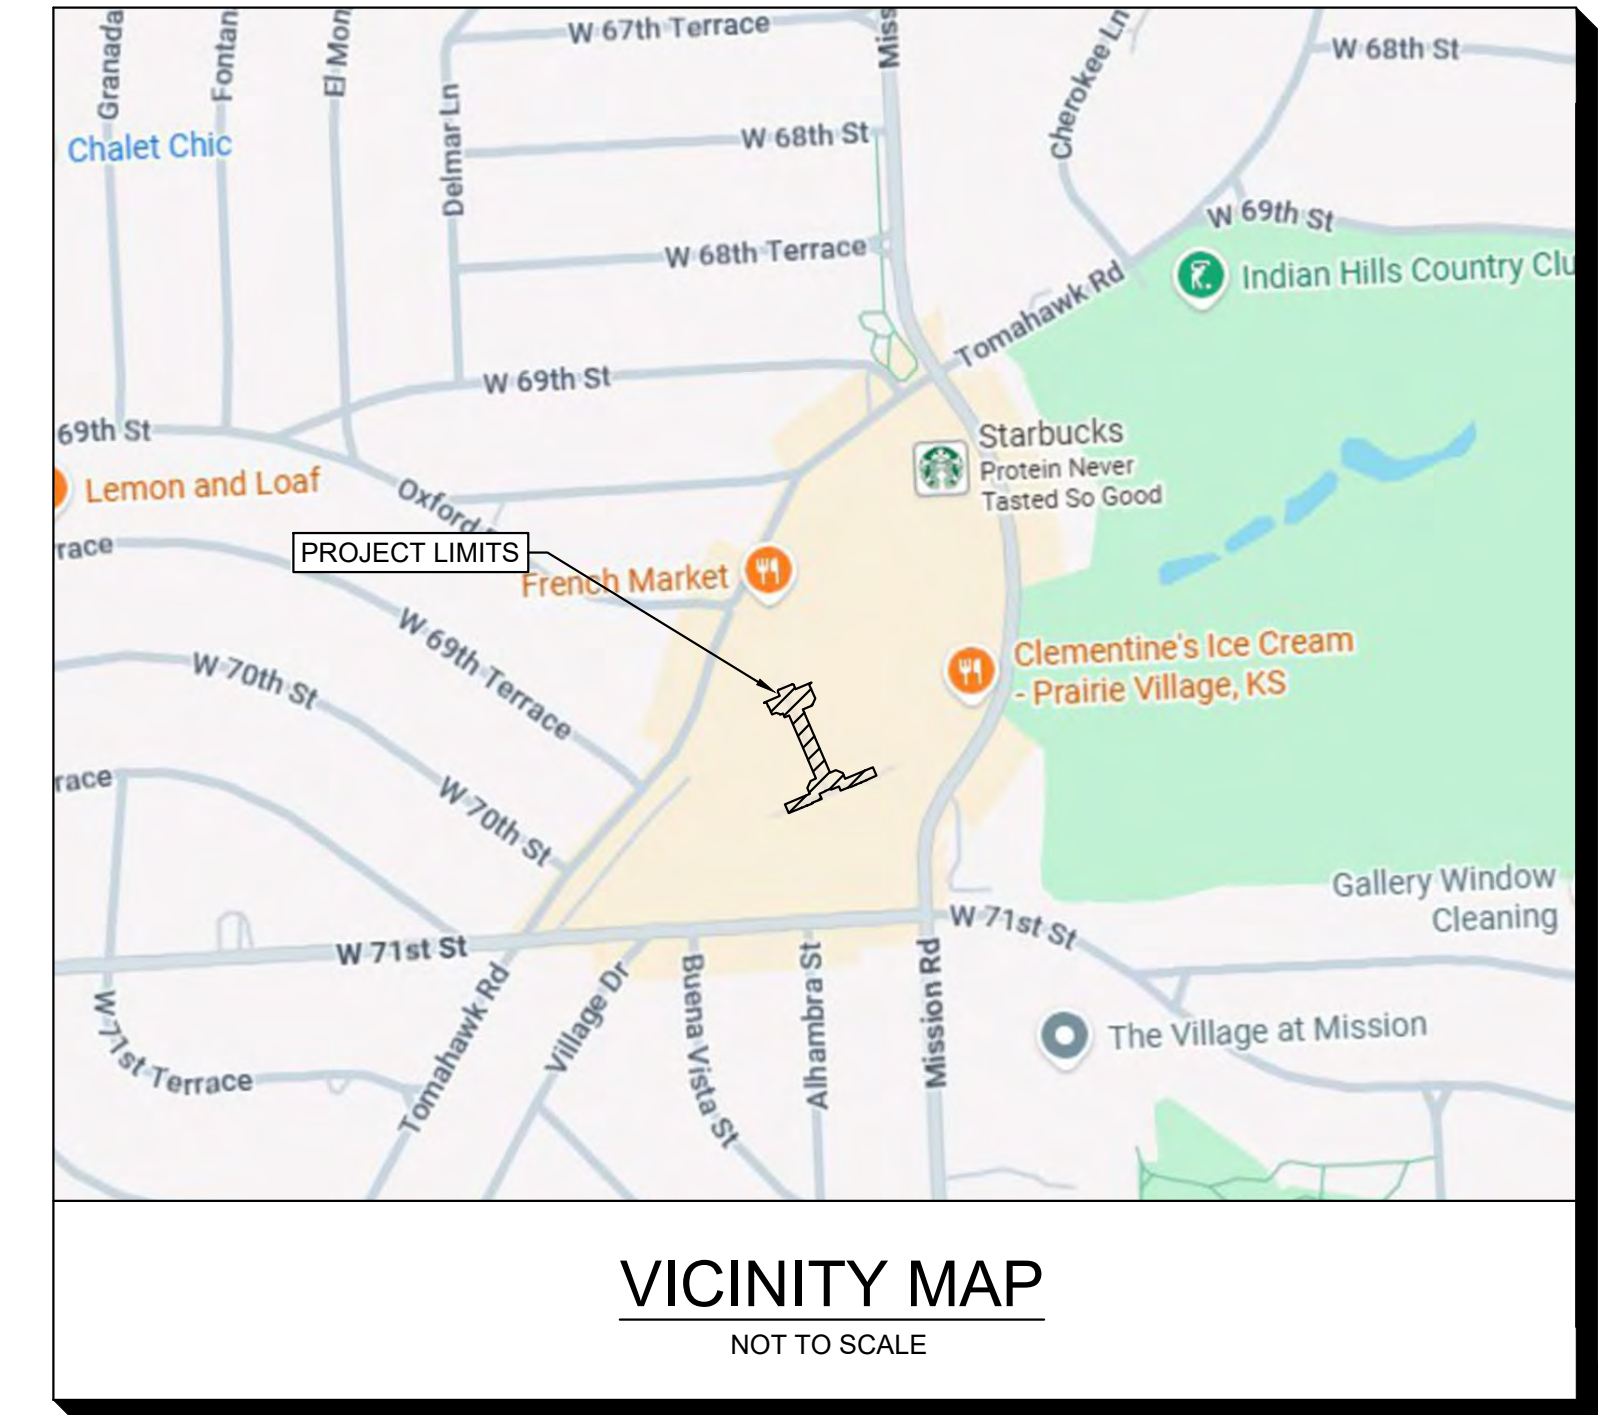 Granada
Fontan
El Mon
W 67th Terrace
Miss
Cherokee Ln
W 68th St
Chalet Chic
Delmar Ln
W 68th St
W 69th St
W 68th Terrace
Indian Hills Country Clu
Tomahawk Rd
W 69th St
69th St
Starbucks
Protein Never
Tasted So Good
Lemon and Loaf
Oxford
PROJECT LIMITS
race
French Market
W 69th Terrace
Clementine's Ice Cream
- Prairie Village, KS
W 70th St
race
W 70th St
Gallery Window
Cleaning
W 71st St
W 71st St
W 71st Terrace
Tomahawk Rd
Village Dr
Buena Vista St
Alhambra St
Mission Rd
The Village at Mission
VICINITY MAP
NOT TO SCALE